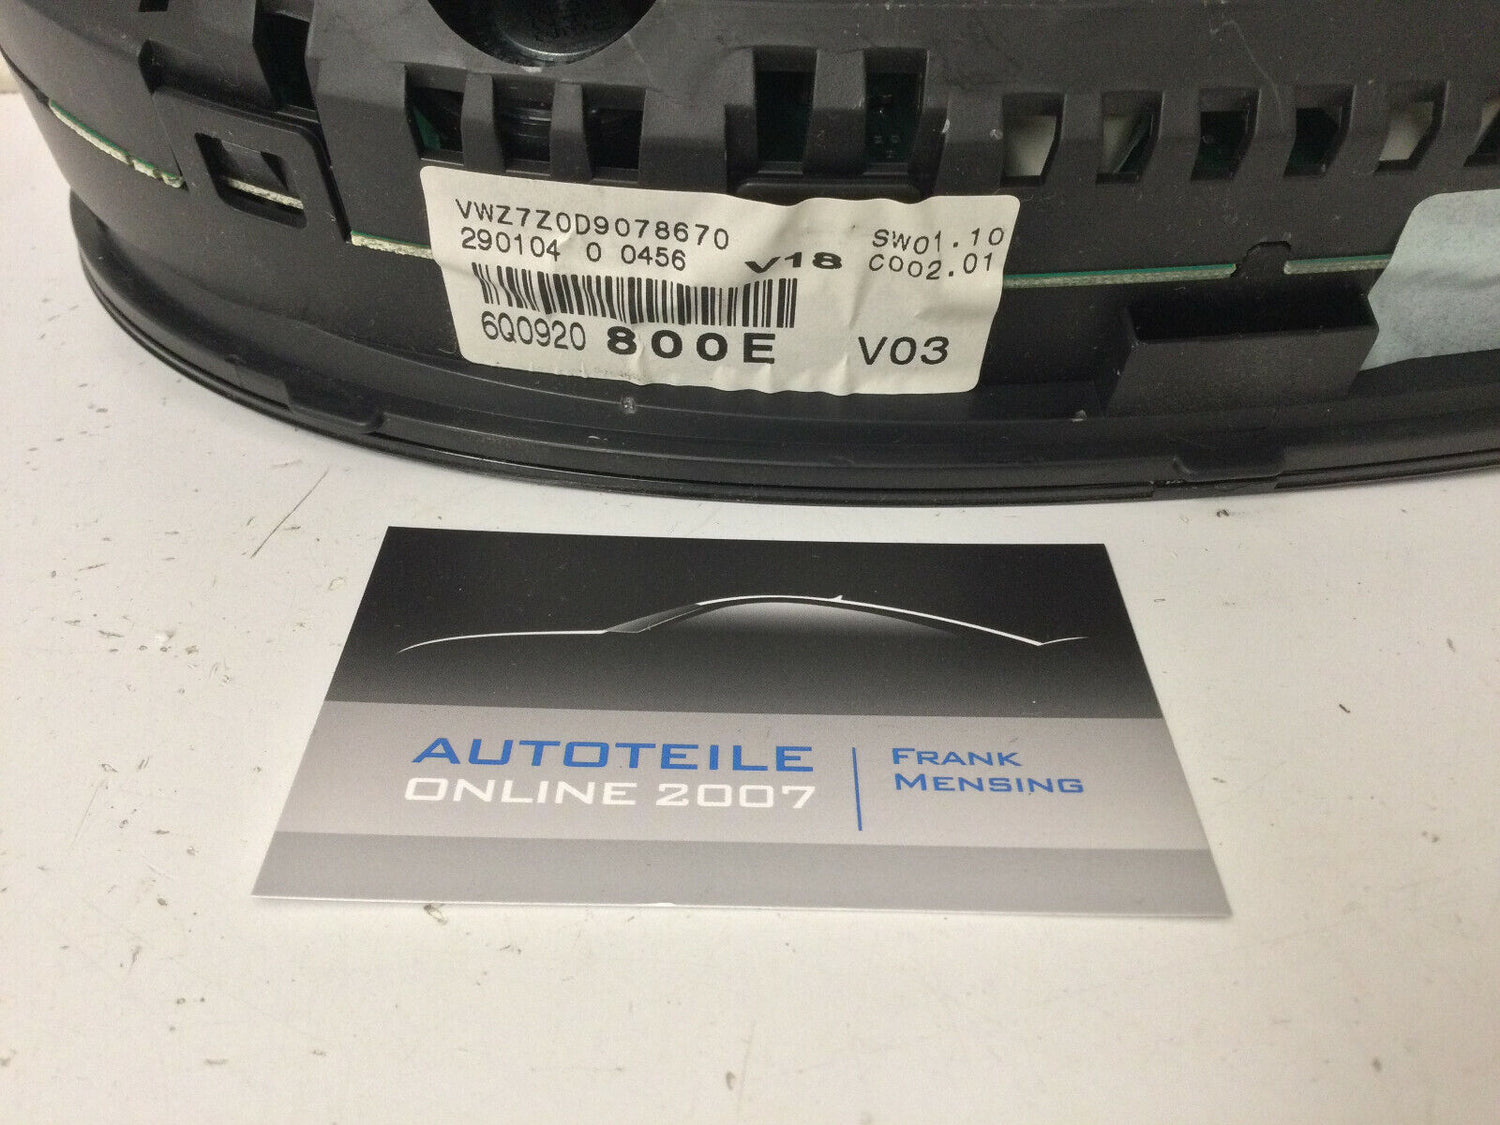 VWZ7Z0D9078670
290104 0 0456
V18
SW01.10
C002.01
6Q0920 800E V03
AUTOTEILE
ONLINE 2007
FRANK
MENSING